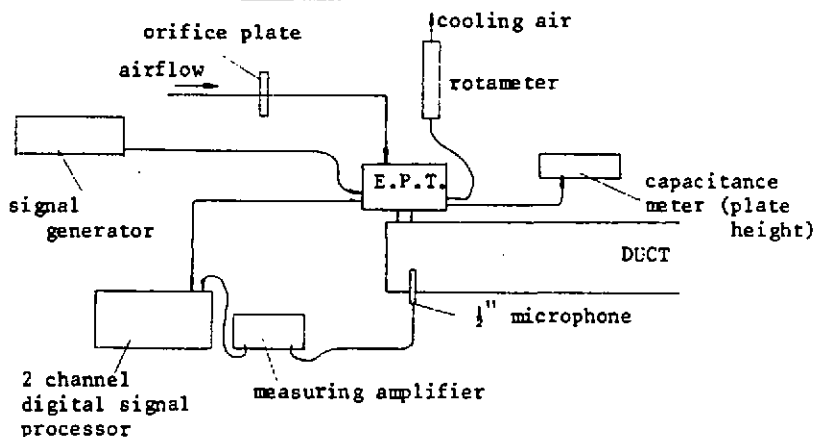 cooling air
orifice plate
airflow
rotameter
E.P.T.
signal
generator
capacitance
meter (plate
height)
DUCT
½" microphone
2 channel
digital signal
processor
measuring amplifier